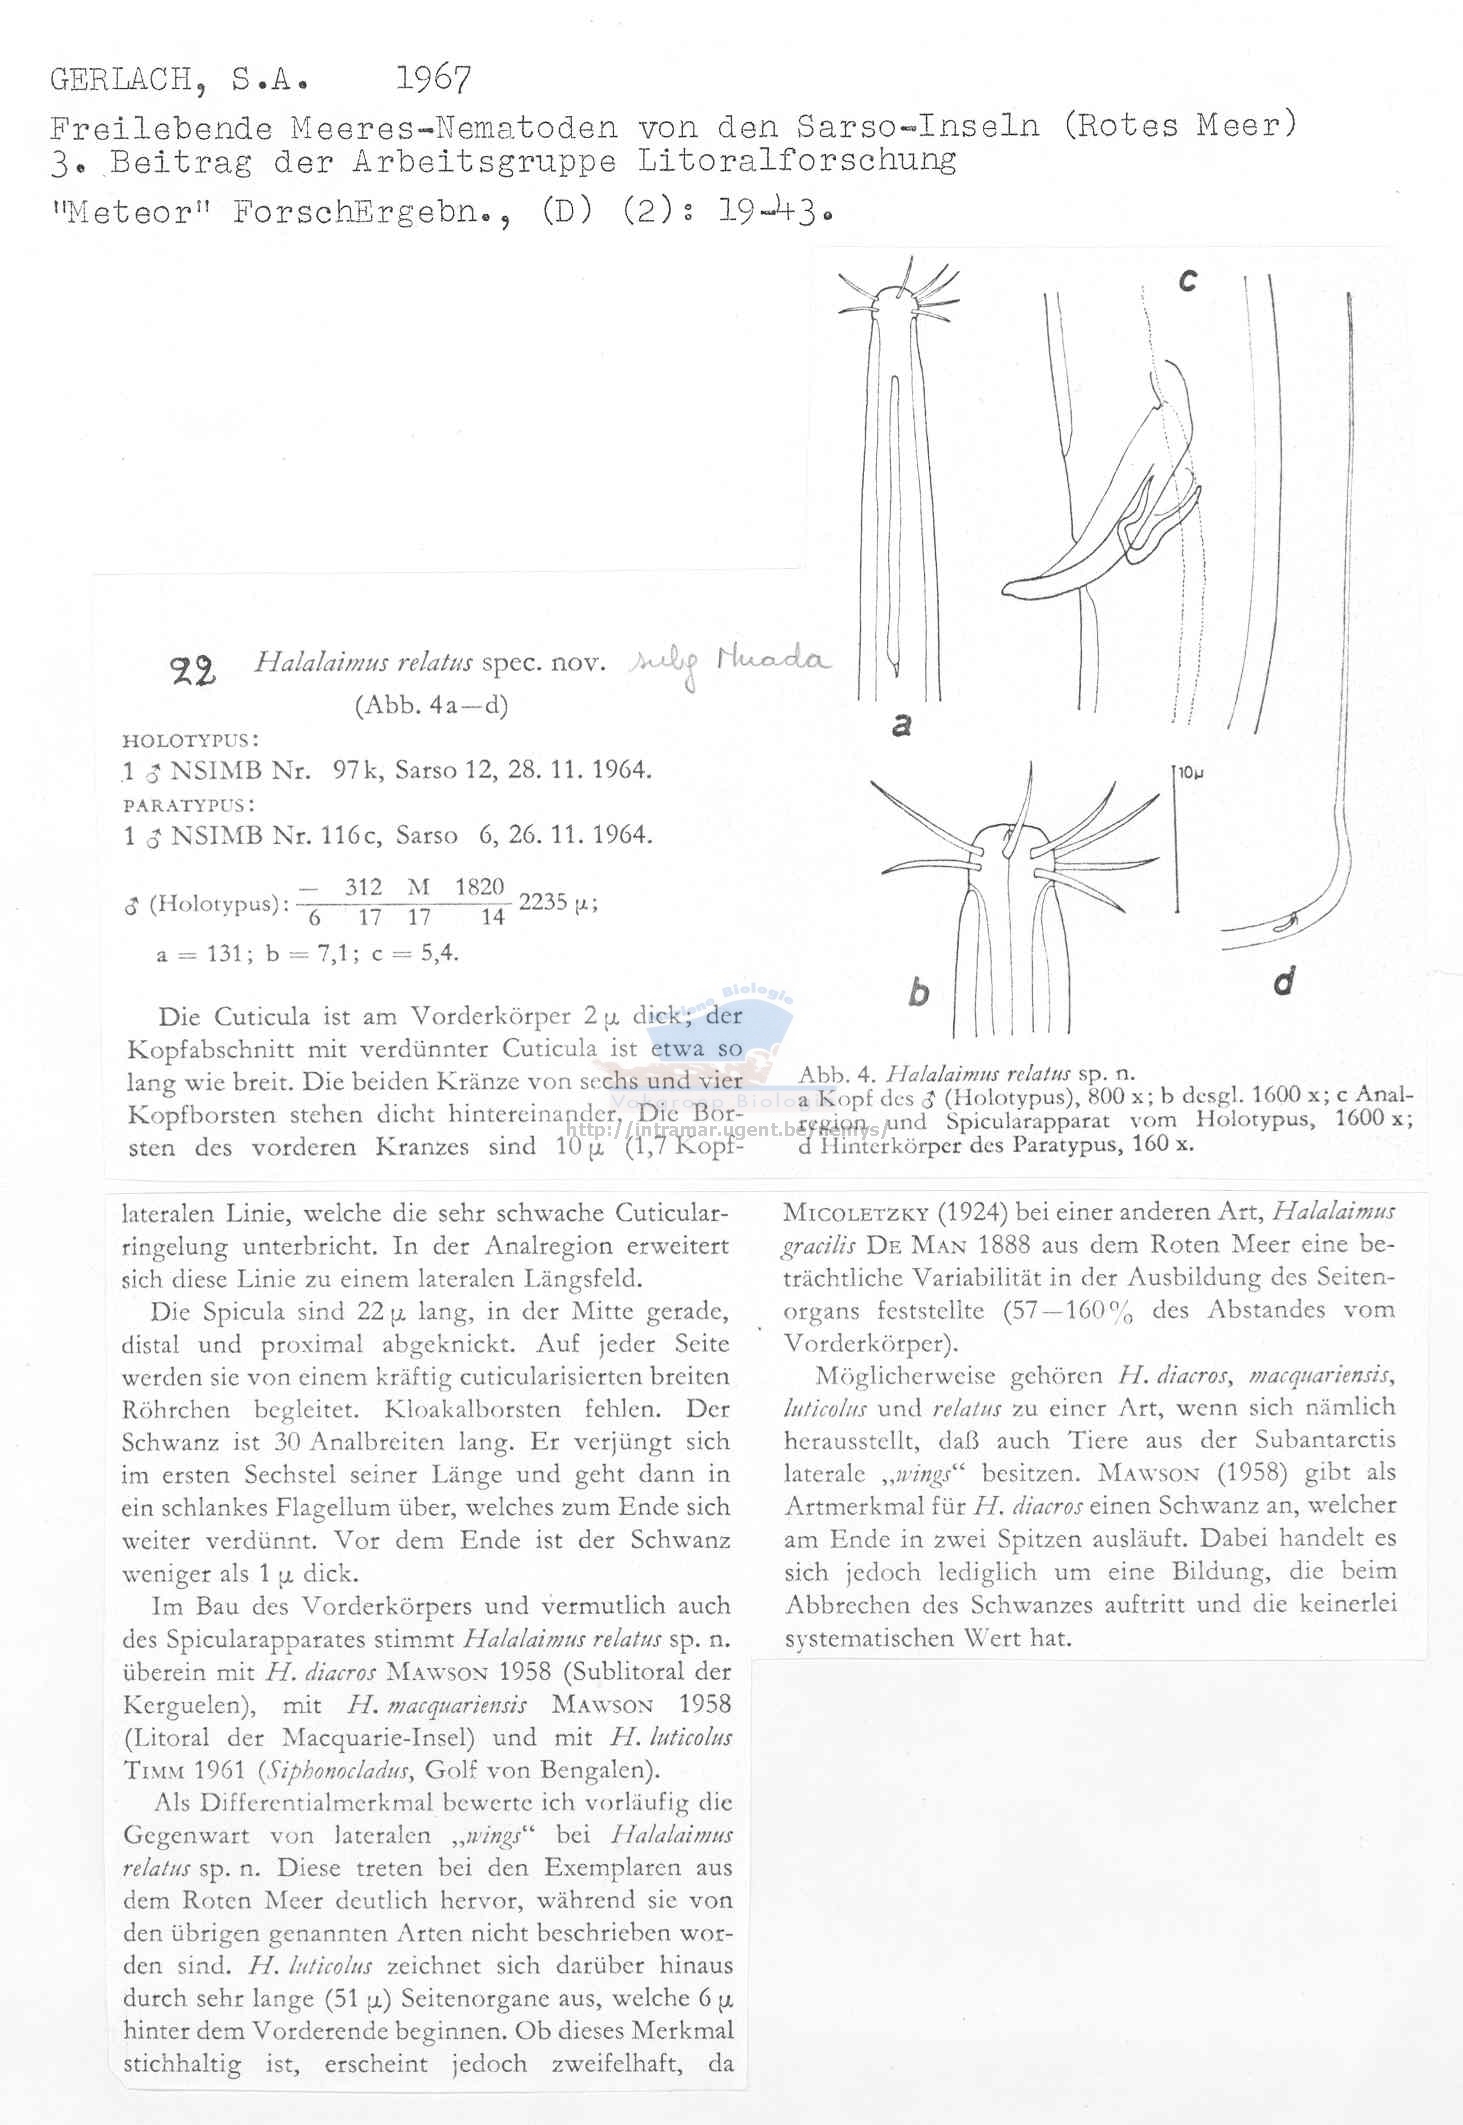 GERLACH, S.A. 1967
Freilebende Meeres-Nematoden von den Sarso-Inseln (Rotes Meer)
3. Beitrag der Arbeitsgruppe Litoralforschung
"Meteor" ForschErgebn., (D) (2): 19-43.
22 Halalaimus relatus spec. nov. subg Nuada
(Abb. 4a—d)
HOLOTYPUS:
1 ♂ NSIMB Nr. 97k, Sarso 12, 28. 11. 1964.
PARATYPUS:
1 ♂ NSIMB Nr. 116c, Sarso 6, 26. 11. 1964.
— 312 M 1820
♂ (Holotypus): 2235 µ;
6 17 17 14
a = 131; b = 7,1; c = 5,4.
Die Cuticula ist am Vorderkörper 2 µ dick; der
Kopfabschnitt mit verdünnter Cuticula ist etwa so
lang wie breit. Die beiden Kränze von sechs und vier
Kopfborsten stehen dicht hintereinander. Die Bor-
sten des vorderen Kranzes sind 10 µ (1,7 Kopf-
a
c
b
10µ
d
Abb. 4. Halalaimus relatus sp. n.
a Kopf des ♂ (Holotypus), 800 x; b desgl. 1600 x; c Anal-
region und Spicularapparat vom Holotypus, 1600 x;
d Hinterkörper des Paratypus, 160 x.
Biologie
Vakgroep Biologie
http://intramar.ugent.be/nemys/
lateralen Linie, welche die sehr schwache Cuticular-
ringelung unterbricht. In der Analregion erweitert
sich diese Linie zu einem lateralen Längsfeld.
Die Spicula sind 22 µ lang, in der Mitte gerade,
distal und proximal abgeknickt. Auf jeder Seite
werden sie von einem kräftig cuticularisierten breiten
Röhrchen begleitet. Kloakalborsten fehlen. Der
Schwanz ist 30 Analbreiten lang. Er verjüngt sich
im ersten Sechstel seiner Länge und geht dann in
ein schlankes Flagellum über, welches zum Ende sich
weiter verdünnt. Vor dem Ende ist der Schwanz
weniger als 1 µ dick.
Im Bau des Vorderkörpers und vermutlich auch
des Spicularapparates stimmt Halalaimus relatus sp. n.
überein mit H. diacros MAWSON 1958 (Sublitoral der
Kerguelen), mit H. macquariensis MAWSON 1958
(Litoral der Macquarie-Insel) und mit H. luticolus
TIMM 1961 (Siphonocladus, Golf von Bengalen).
Als Differentialmerkmal bewerte ich vorläufig die
Gegenwart von lateralen „wings“ bei Halalaimus
relatus sp. n. Diese treten bei den Exemplaren aus
dem Roten Meer deutlich hervor, während sie von
den übrigen genannten Arten nicht beschrieben wor-
den sind. H. luticolus zeichnet sich darüber hinaus
durch sehr lange (51 µ) Seitenorgane aus, welche 6 µ
hinter dem Vorderende beginnen. Ob dieses Merkmal
stichhaltig ist, erscheint jedoch zweifelhaft, da
MICOLETZKY (1924) bei einer anderen Art, Halalaimus
gracilis DE MAN 1888 aus dem Roten Meer eine be-
trächtliche Variabilität in der Ausbildung des Seiten-
organs feststellte (57—160% des Abstandes vom
Vorderkörper).
Möglicherweise gehören H. diacros, macquariensis,
luticolus und relatus zu einer Art, wenn sich nämlich
herausstellt, daß auch Tiere aus der Subantarctis
laterale „wings“ besitzen. MAWSON (1958) gibt als
Artmerkmal für H. diacros einen Schwanz an, welcher
am Ende in zwei Spitzen ausläuft. Dabei handelt es
sich jedoch lediglich um eine Bildung, die beim
Abbrechen des Schwanzes auftritt und die keinerlei
systematischen Wert hat.